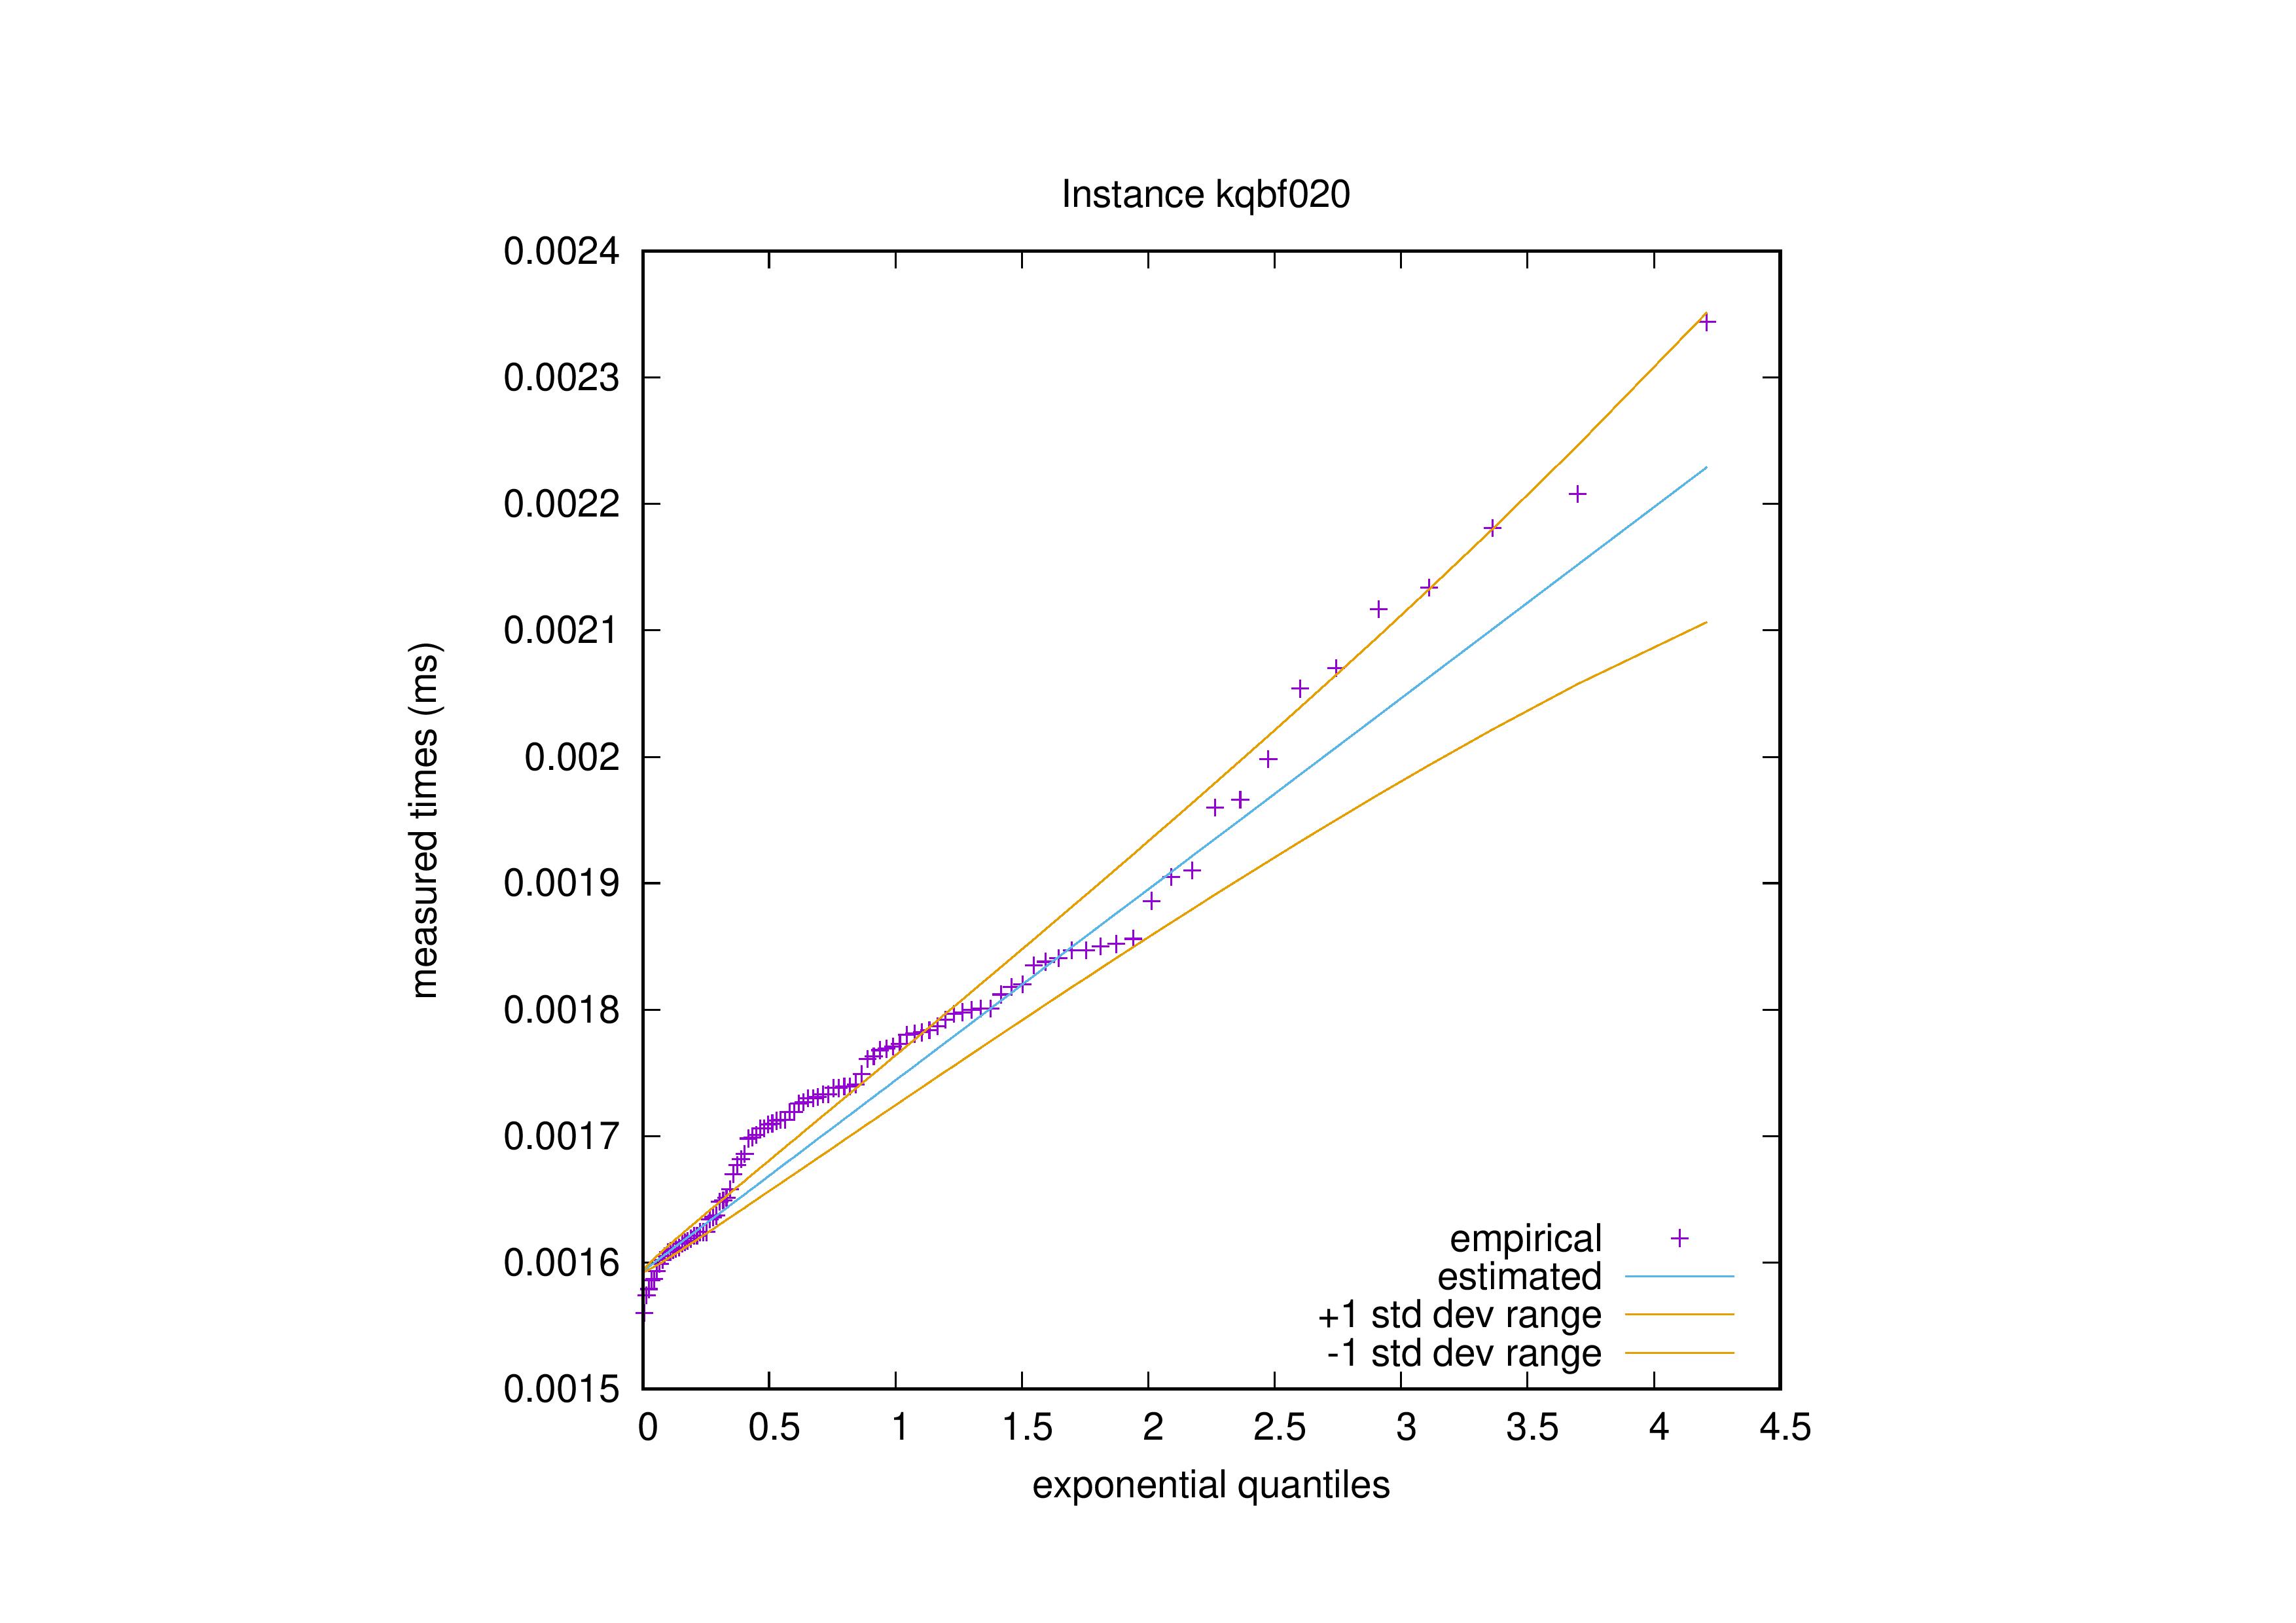 Instance kqbf020
0.0024
0.0023
0.0022
0.0021
0.002
0.0019
0.0018
0.0017
0.0016
0.0015
measured times (ms)
empirical
estimated
+1 std dev range
-1 std dev range
0 0.5 1 1.5 2 2.5 3 3.5 4 4.5
exponential quantiles